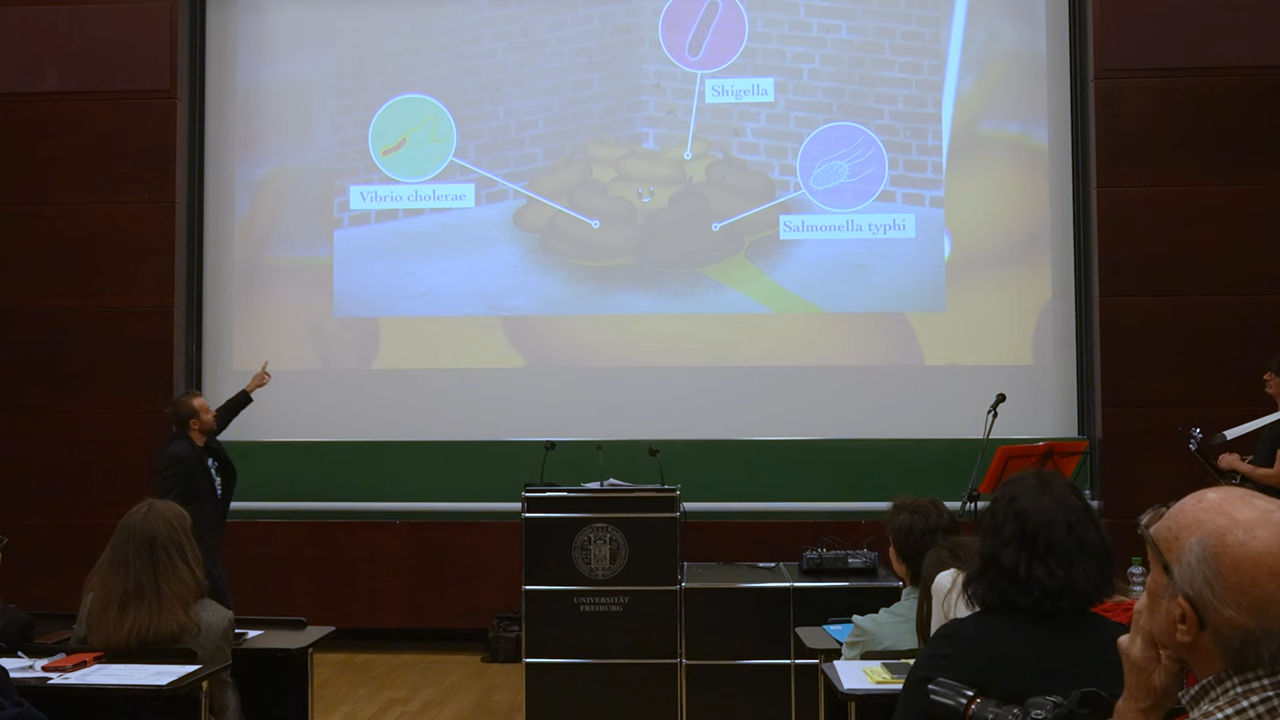 Shigella
Vibrio cholerae
Salmonella typhi
UNIVERSITÄT
FREIBURG